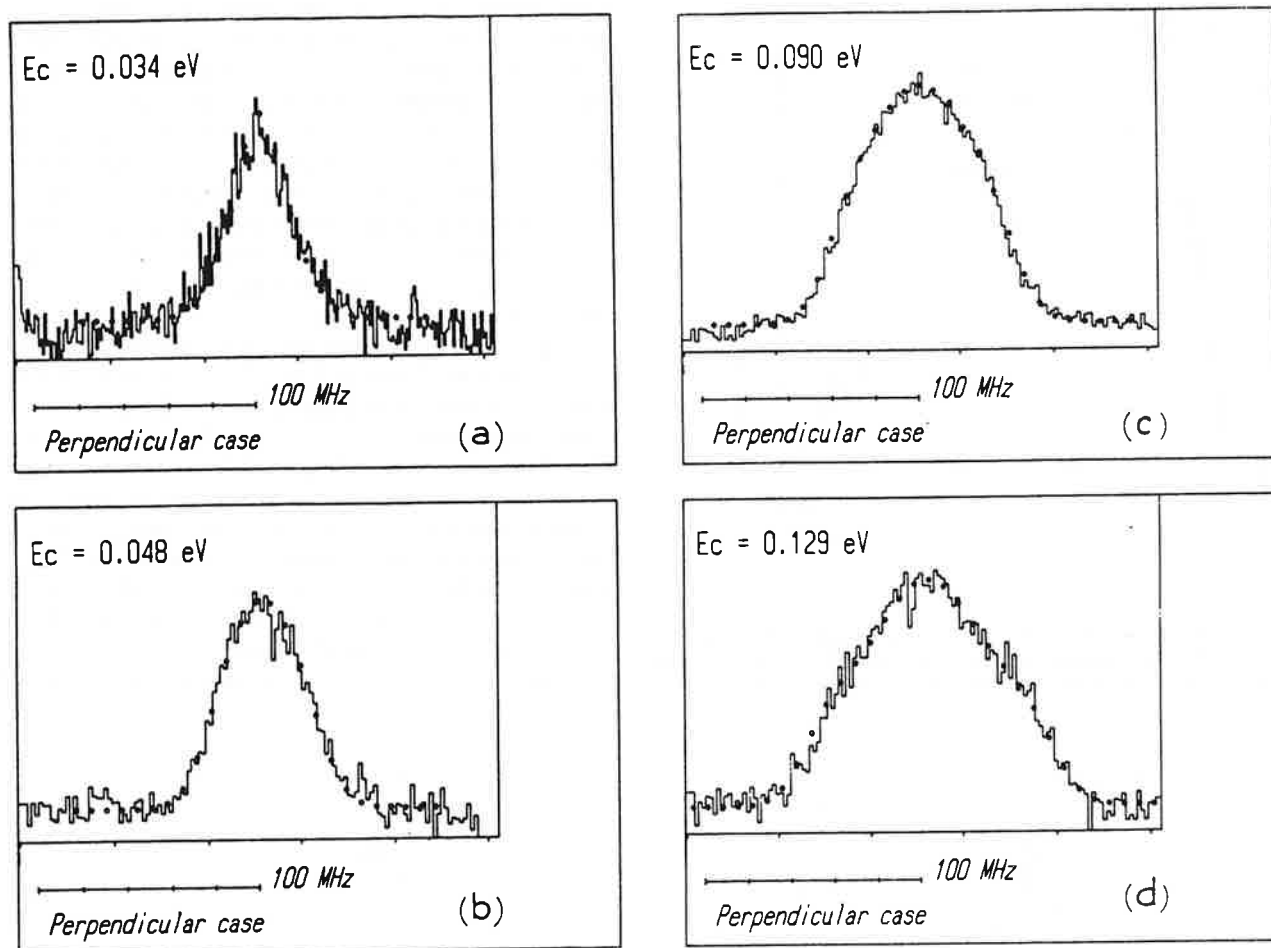 Ec = 0.034 eV
100 MHz
Perpendicular case
(a)
Ec = 0.048 eV
100 MHz
Perpendicular case
(b)
Ec = 0.090 eV
100 MHz
Perpendicular case
(c)
Ec = 0.129 eV
100 MHz
Perpendicular case
(d)